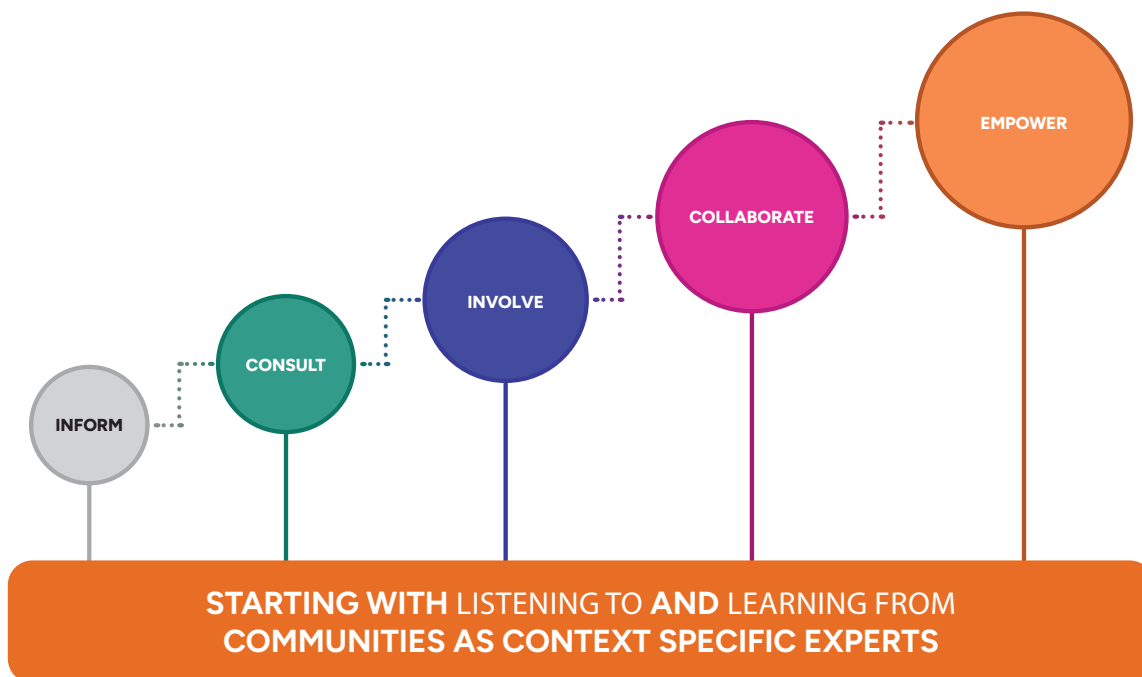 INFORM
CONSULT
INVOLVE
COLLABORATE
EMPOWER
STARTING WITH LISTENING TO AND LEARNING FROM
COMMUNITIES AS CONTEXT SPECIFIC EXPERTS